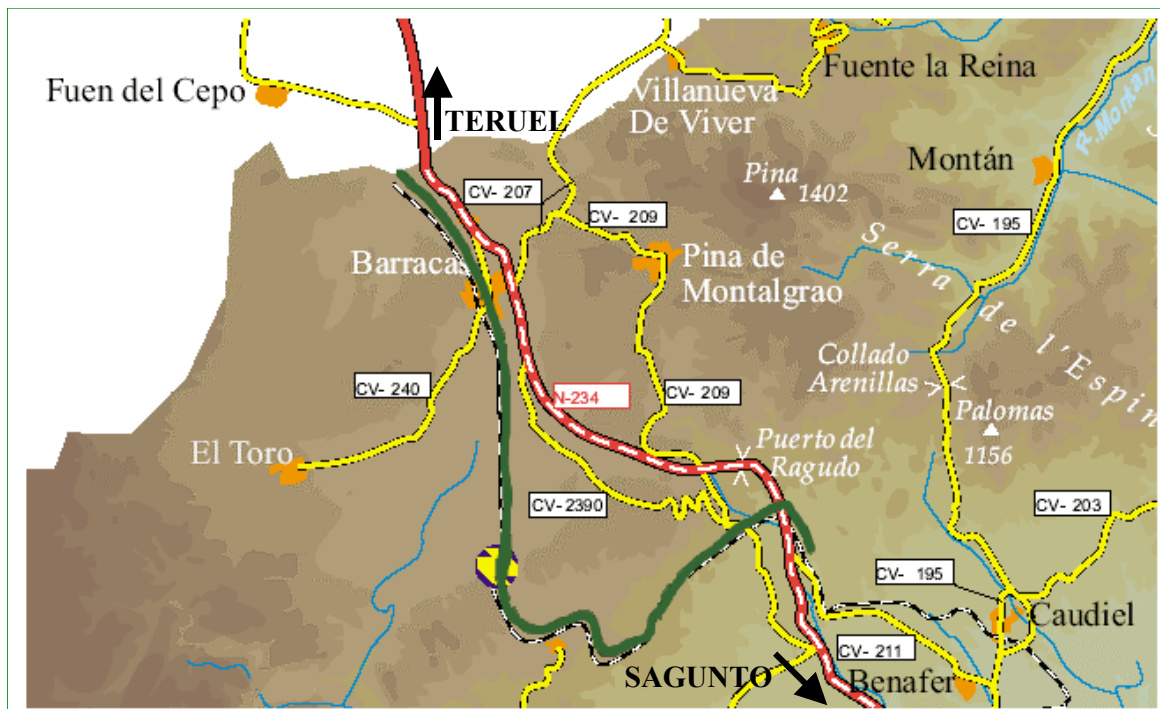 Fuente la Reina
Fuen del Cepo
TERUEL
Villanueva
De Viver
R.Montán
Montán
Pina
1402
CV- 207
CV- 209
CV- 195
Barracas
Pina de
Montalgrao
Serra de l'Espin
Collado
Arenillas
CV- 240
N-234
CV- 209
Palomas
1156
El Toro
Puerto del
Ragudo
CV-2390
CV- 203
CV- 195
Caudiel
CV- 211
SAGUNTO
Benafer